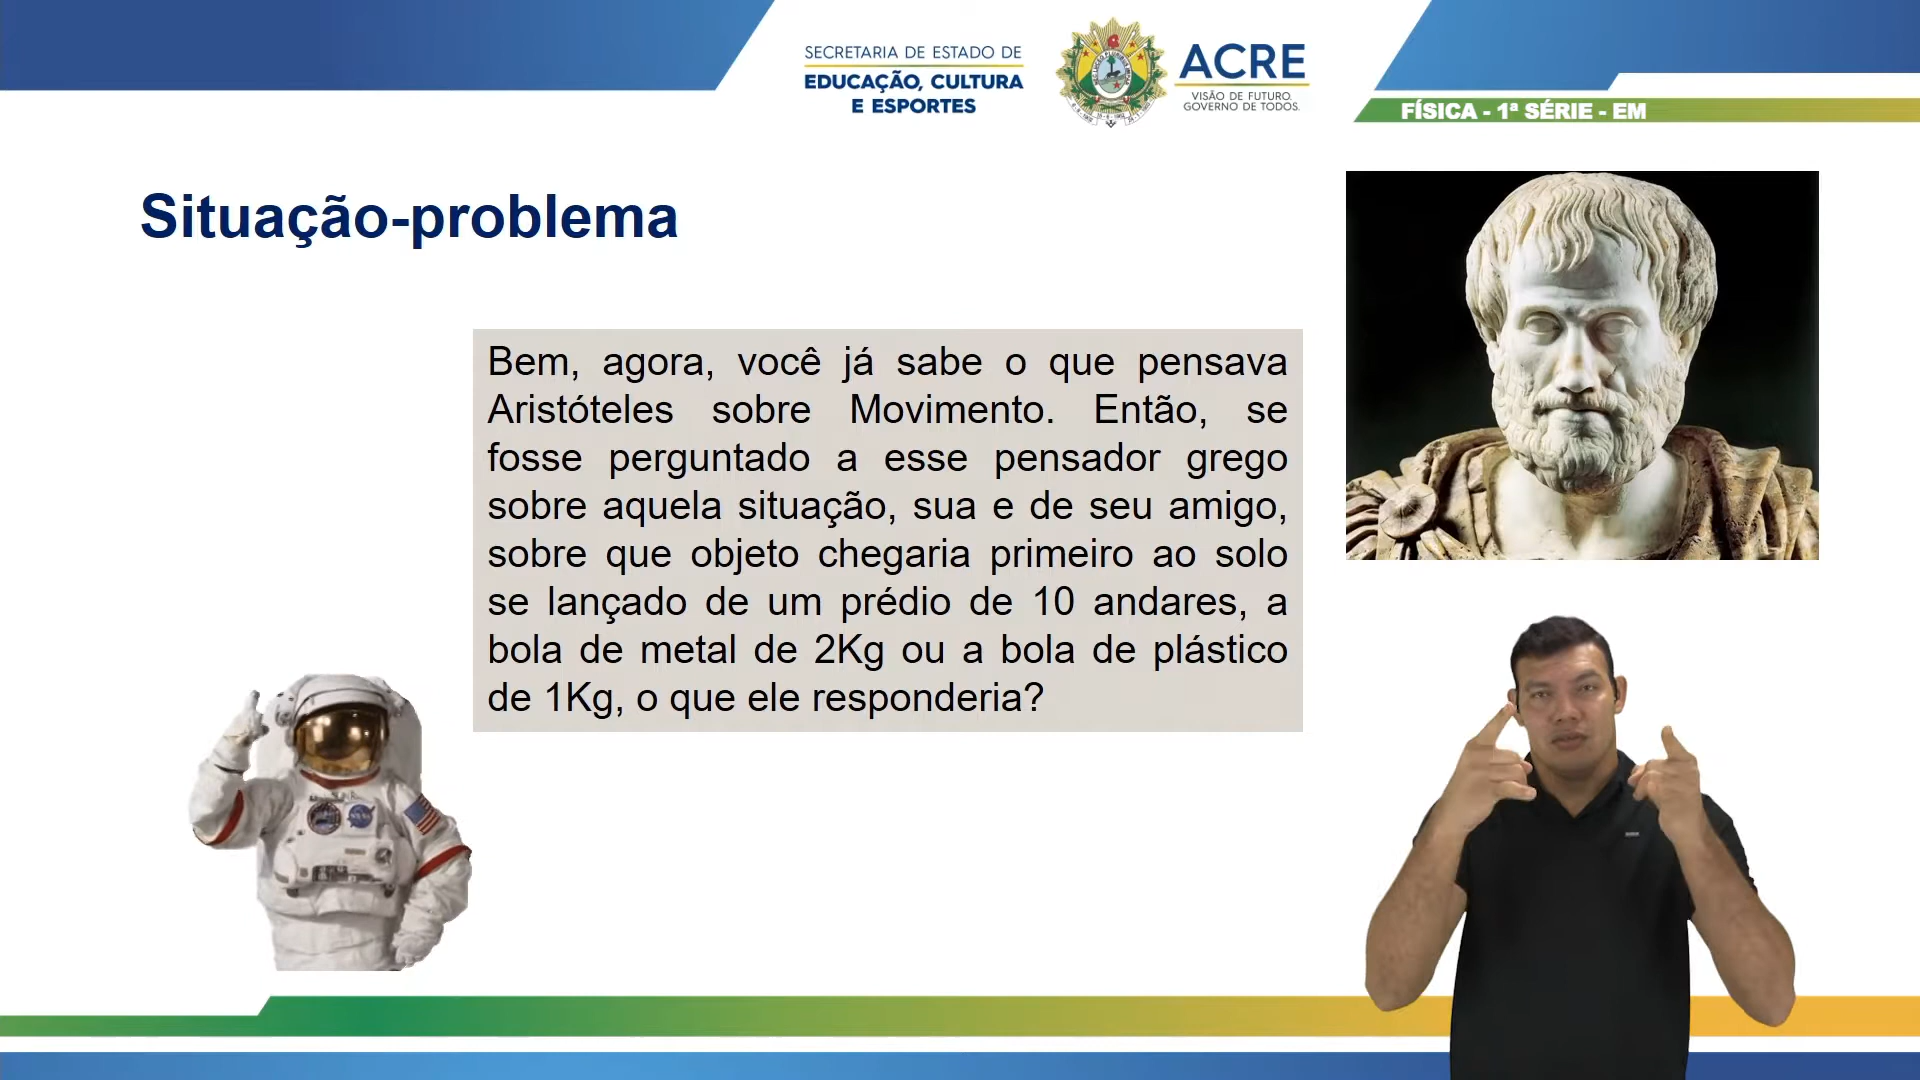 SECRETARIA DE ESTADO DE
EDUCAÇÃO, CULTURA
E ESPORTES
ACRE
VISÃO DE FUTURO.
GOVERNO DE TODOS.
FÍSICA - 1ª SÉRIE - EM
Situação-problema
Bem, agora, você já sabe o que pensava
Aristóteles sobre Movimento. Então, se
fosse perguntado a esse pensador grego
sobre aquela situação, sua e de seu amigo,
sobre que objeto chegaria primeiro ao solo
se lançado de um prédio de 10 andares, a
bola de metal de 2Kg ou a bola de plástico
de 1Kg, o que ele responderia?
NASA